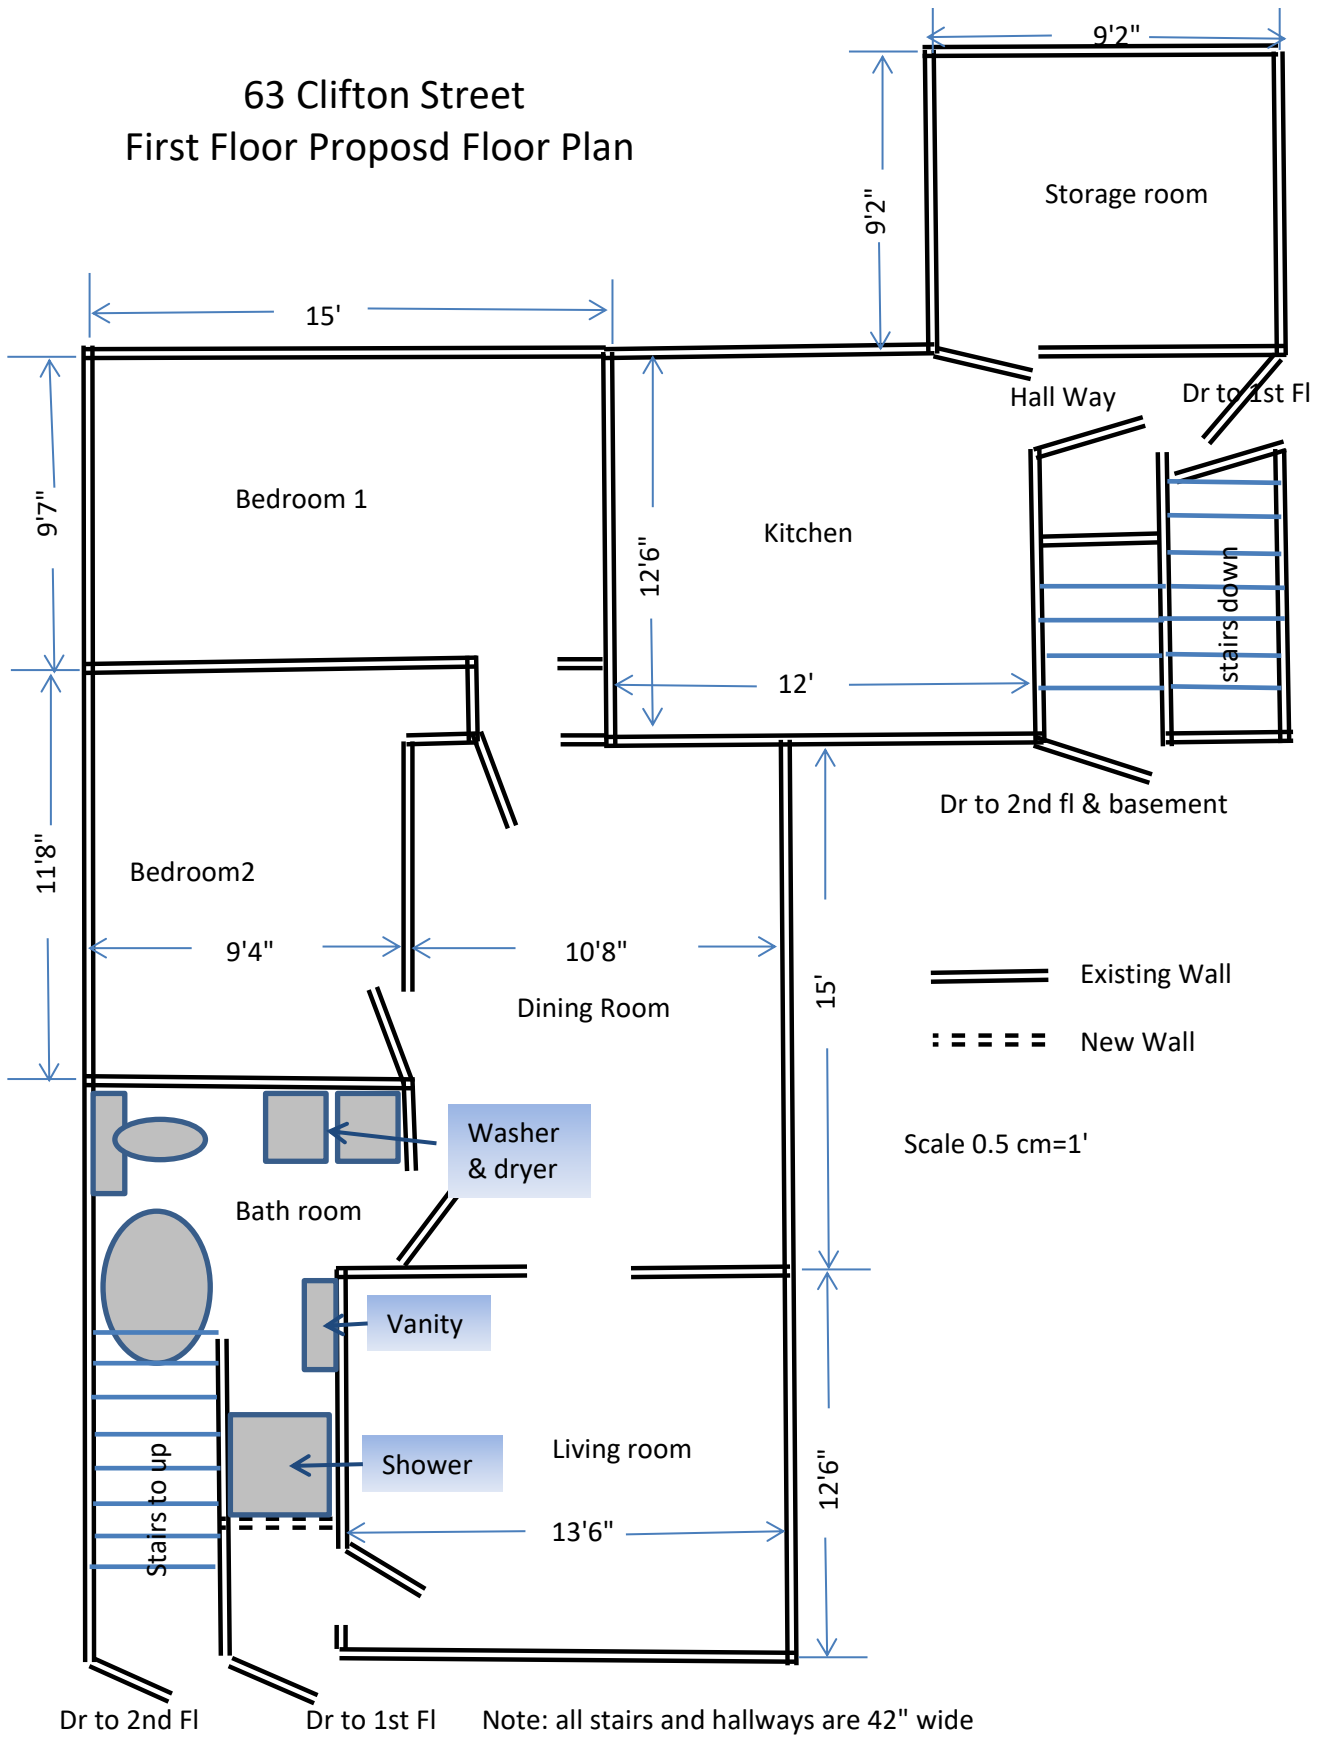 63 Clifton Street
First Floor Proposd Floor Plan
9'2"
9'2"
Storage room
15'
Hall Way
Dr to 1st Fl
9'7"
Bedroom 1
Kitchen
12'6"
stairs down
12'
Dr to 2nd fl & basement
11'8"
Bedroom2
9'4"
10'8"
Dining Room
15'
Existing Wall
New Wall
Washer
& dryer
Scale 0.5 cm=1'
Bath room
Vanity
Living room
Shower
12'6"
Stairs to up
13'6"
Dr to 2nd Fl
Dr to 1st Fl
Note: all stairs and hallways are 42" wide